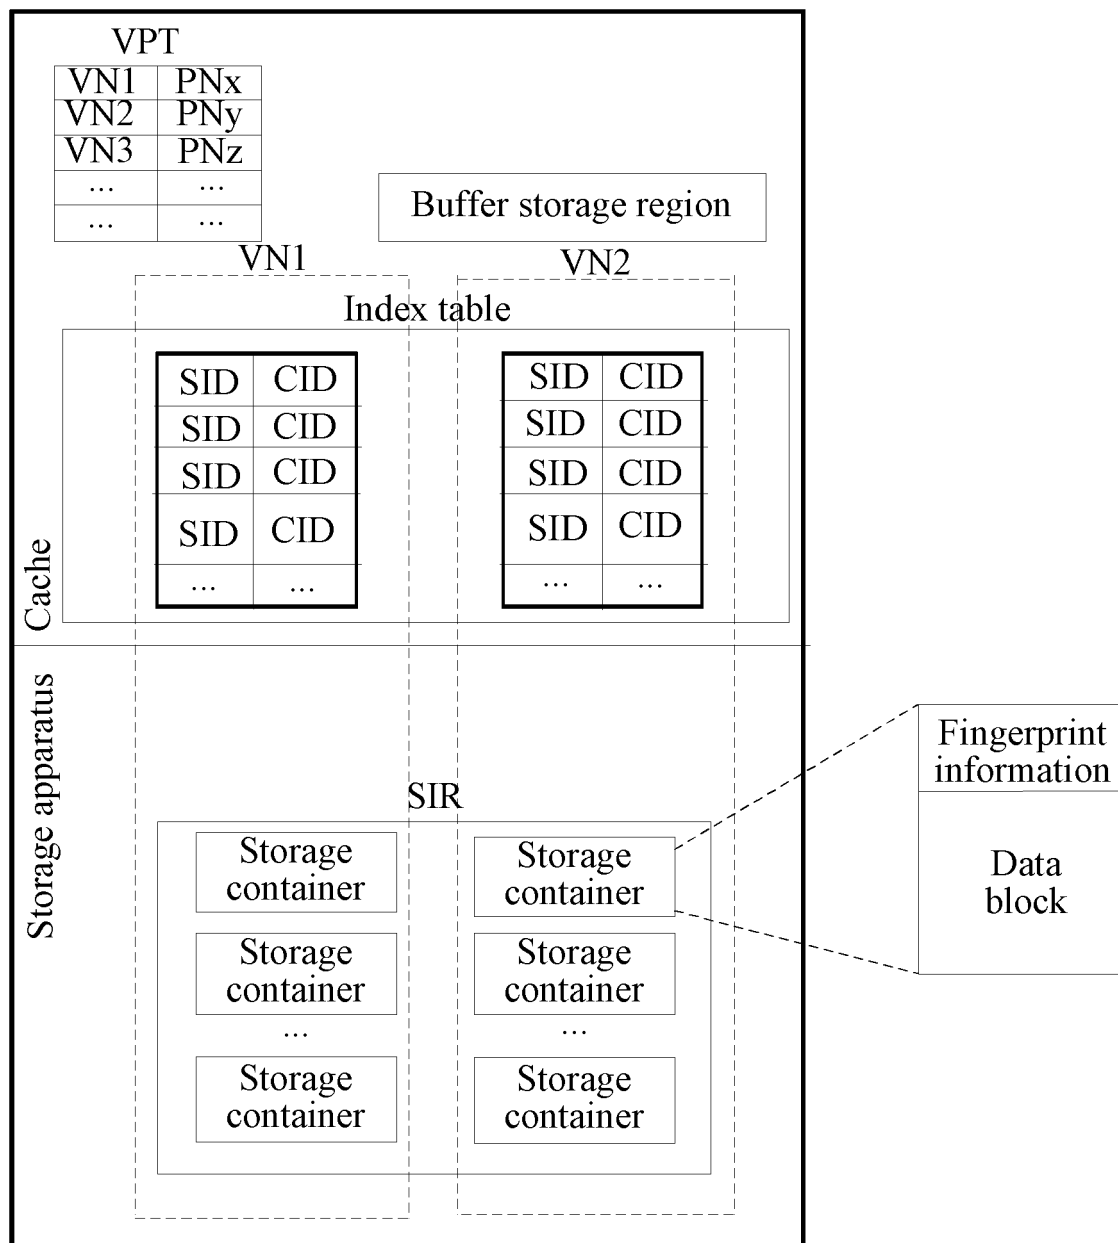 VPT
VN1 PNx
VN2 PNy
VN3 PNz
... ...
... ...
Buffer storage region
VN1 VN2
Index table
SID CID SID CID
SID CID SID CID
SID CID SID CID
SID CID SID CID
... ... ... ...
Cache
Storage apparatus
SIR
Storage
container
Storage
container
Storage
container
Storage
container
... ...
Storage
container
Storage
container
Fingerprint
information
Data
block